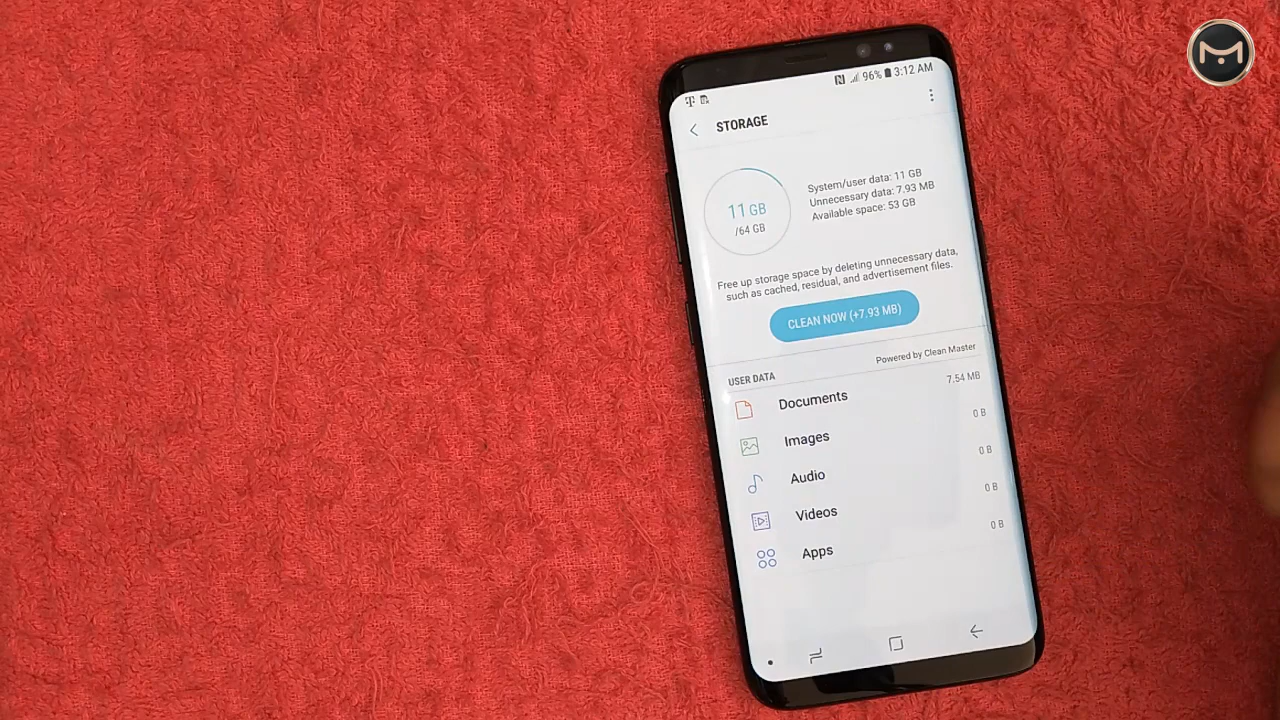 96% 3:12 AM
STORAGE
11 GB
/64 GB
System/user data: 11 GB
Unnecessary data: 7.93 MB
Available space: 53 GB
Free up storage space by deleting unnecessary data,
such as cached, residual, and advertisement files.
CLEAN NOW (+7.93 MB)
Powered by Clean Master
USER DATA
Documents 7.54 MB
Images 0 B
Audio 0 B
Videos 0 B
Apps 0 B